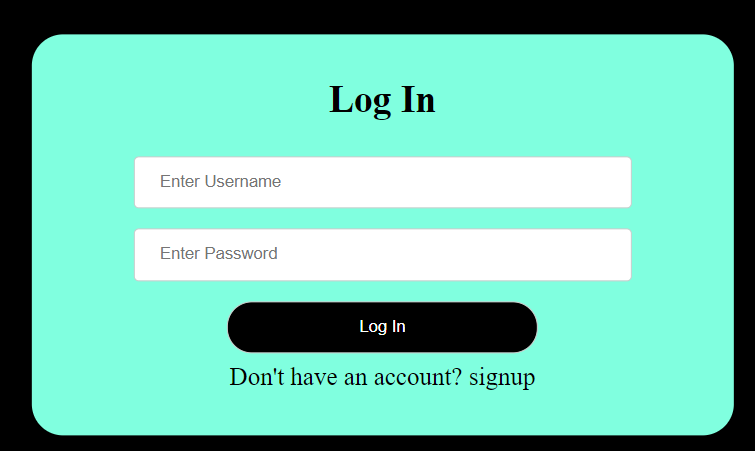 Log In
Enter Username
Enter Password
Log In
Don't have an account? signup